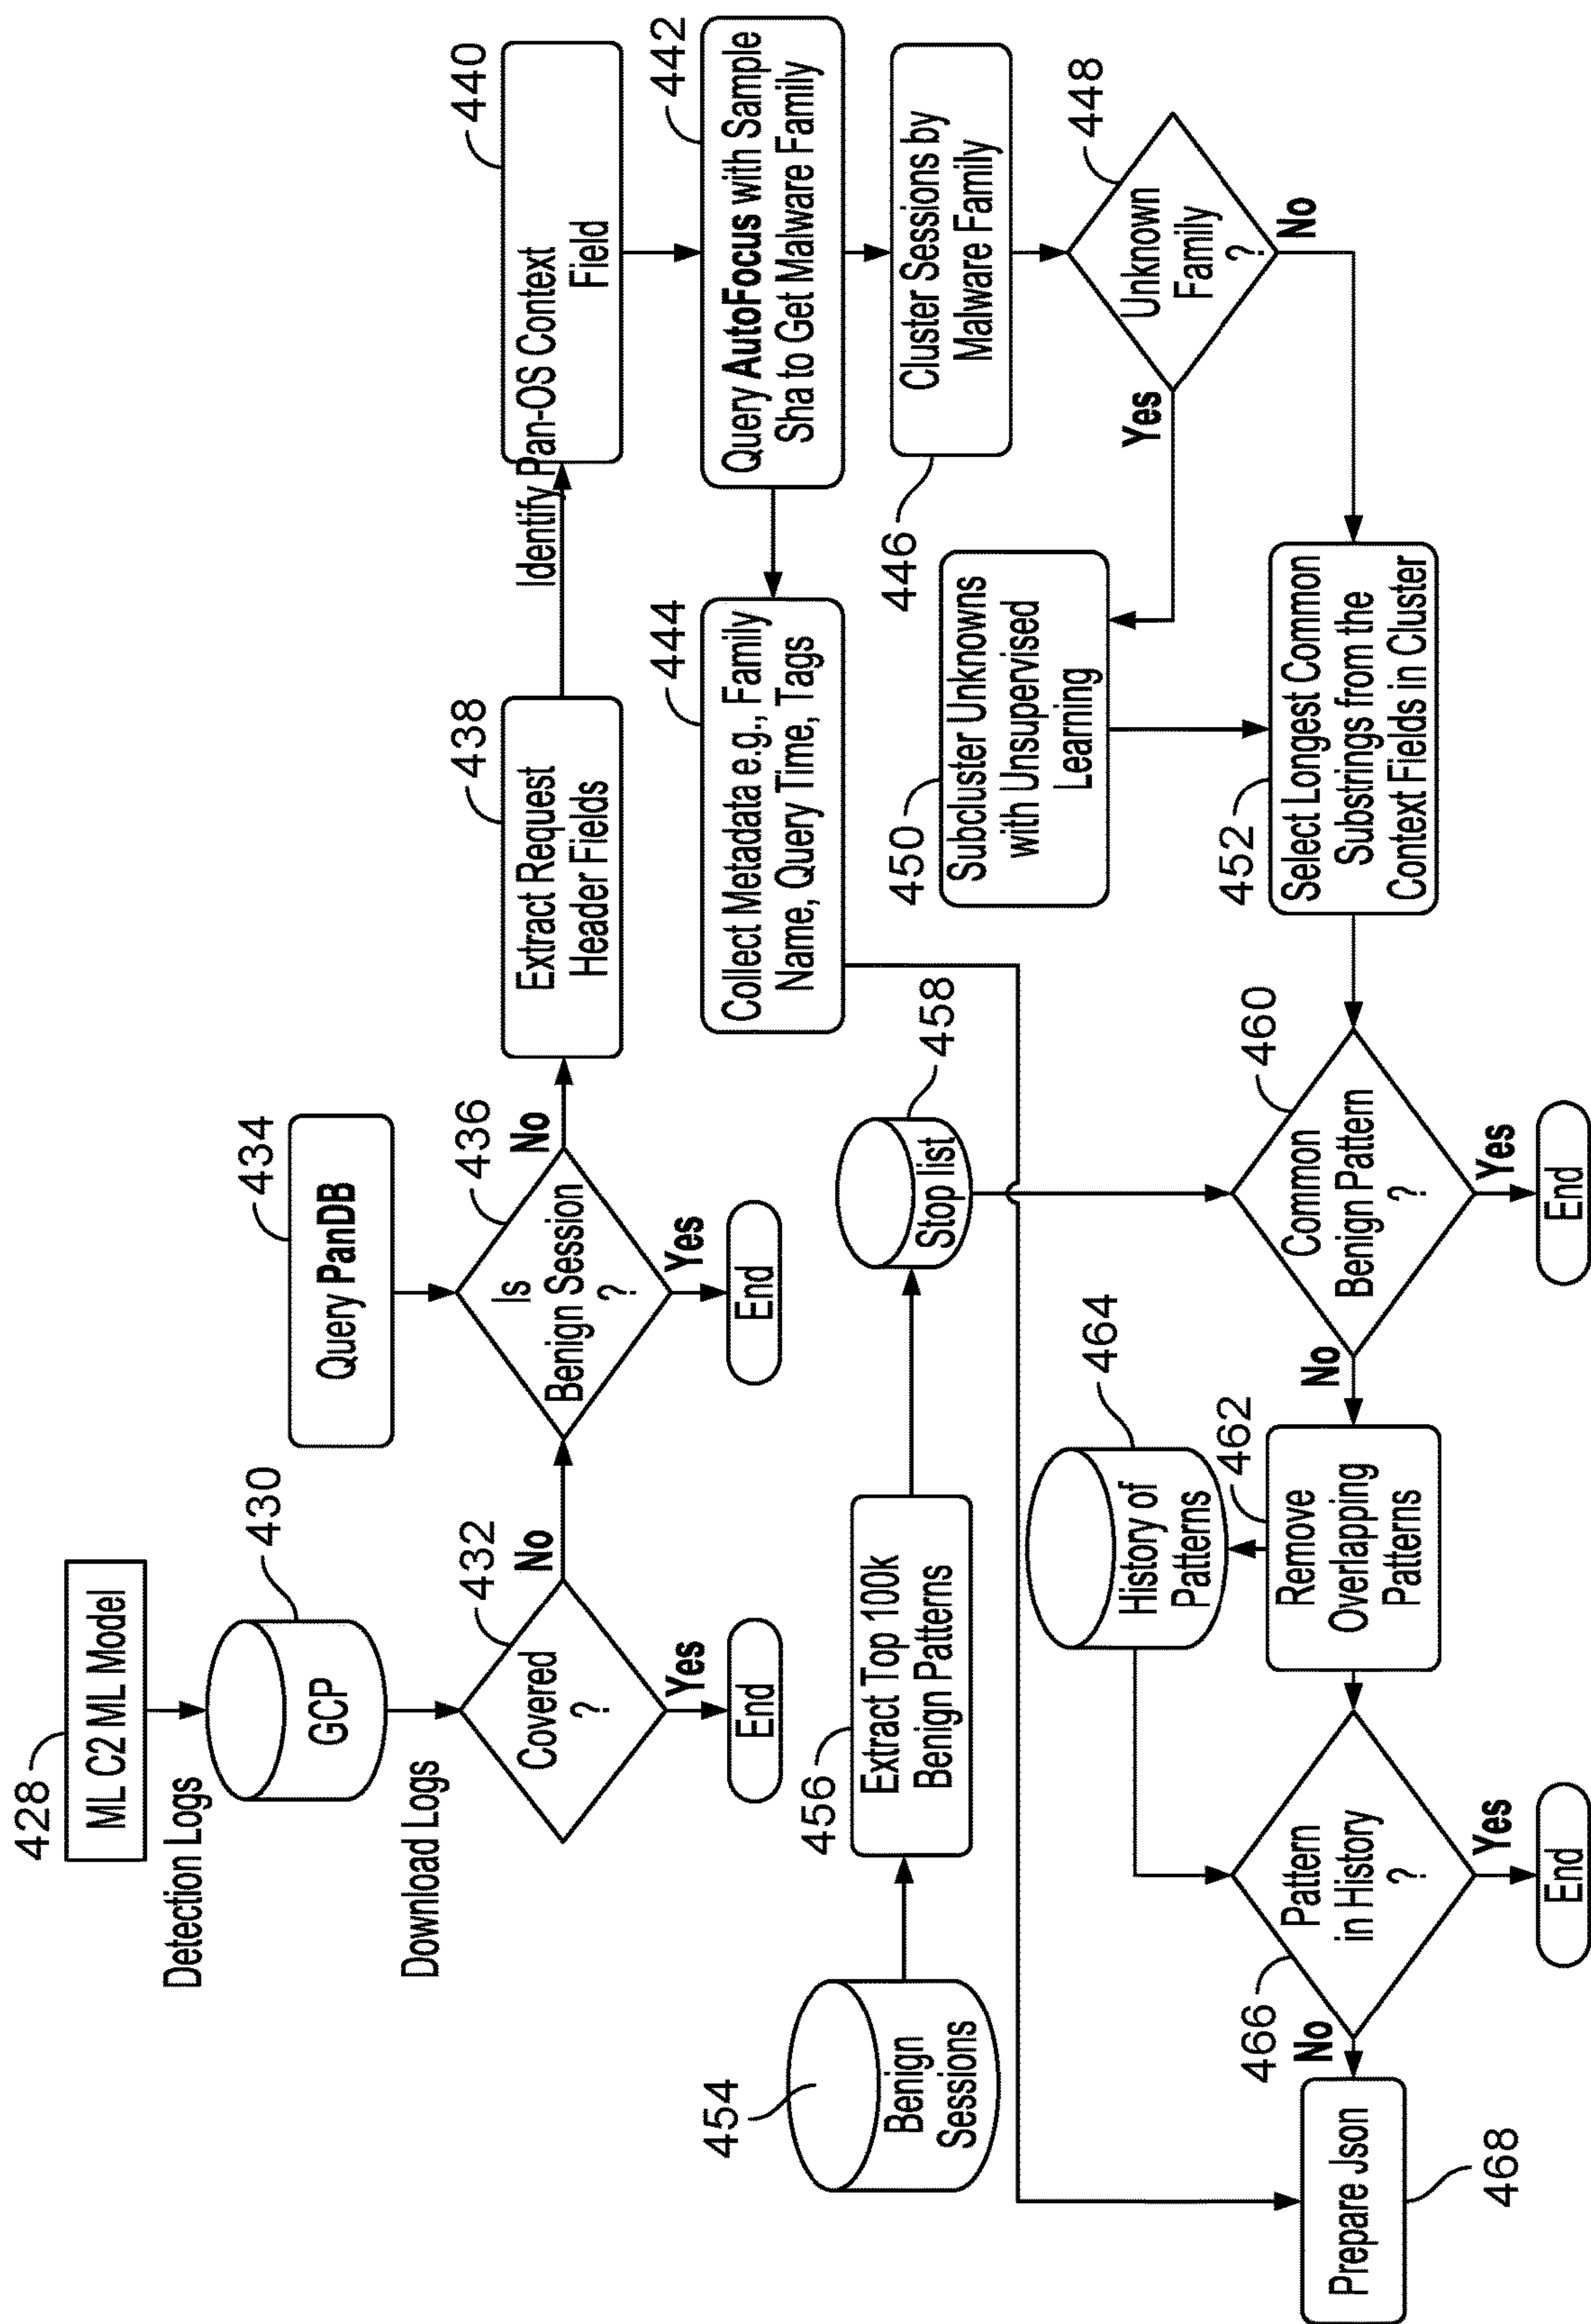 428
ML C2 ML Model
Detection Logs
430
GCP
Download Logs
432
Covered
?
No
Yes
End
434
Query PanDB
436
Is
Benign Session
?
No
Yes
End
438
Extract Request
Header Fields
440
Identify Pan-OS Context
Field
442
Query AutoFocus with Sample
Sha to Get Malware Family
444
Collect Metadata e.g., Family
Name, Query Time, Tags
446
Cluster Sessions by
Malware Family
448
Unknown
Family
?
Yes
No
450
Subcluster Unknowns
with Unsupervised
Learning
452
Select Longest Common
Substrings from the
Context Fields in Cluster
454
Benign
Sessions
456
Extract Top 100k
Benign Patterns
458
Stop list
460
Common
Benign Pattern
?
Yes
End
No
462
Remove
Overlapping
Patterns
464
History of
Patterns
466
Pattern
in History
?
Yes
End
No
468
Prepare Json